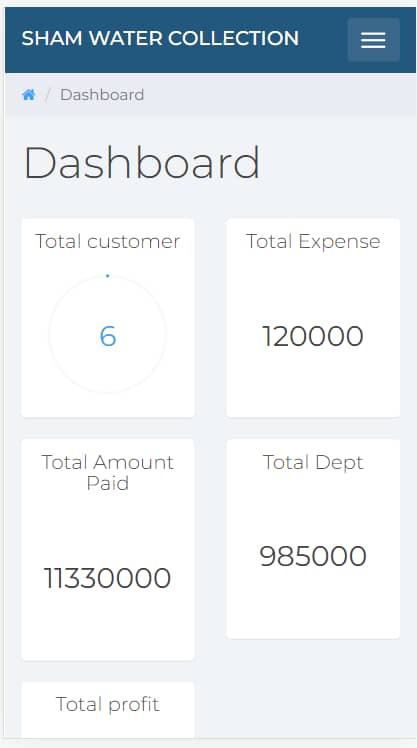 SHAM WATER COLLECTION
/ Dashboard
Dashboard
Total customer
6
Total Expense
120000
Total Amount
Paid
11330000
Total Dept
985000
Total profit